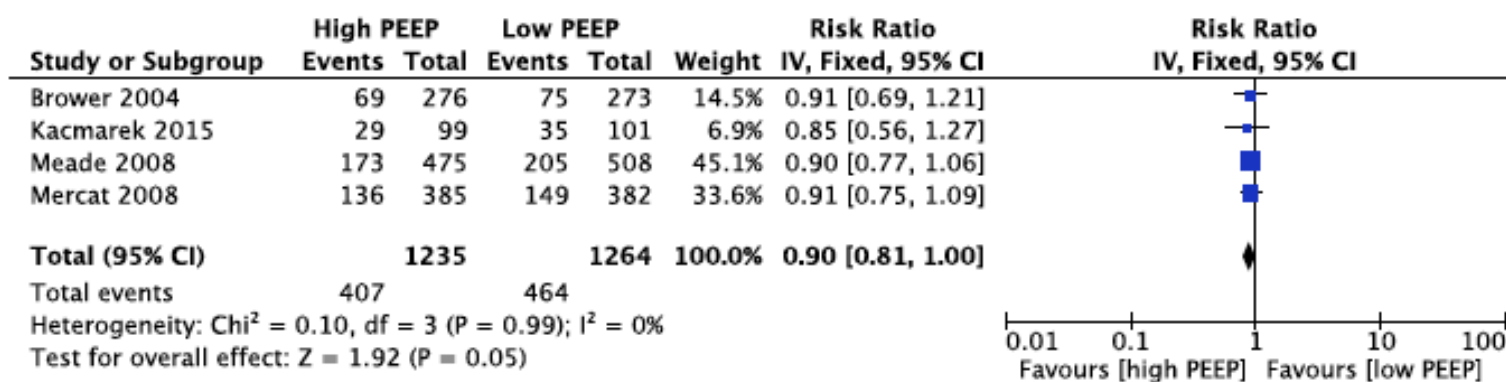 High PEEP Low PEEP Risk Ratio Risk Ratio
Study or Subgroup Events Total Events Total Weight IV, Fixed, 95% CI IV, Fixed, 95% CI
Brower 2004 69 276 75 273 14.5% 0.91 [0.69, 1.21]
Kacmarek 2015 29 99 35 101 6.9% 0.85 [0.56, 1.27]
Meade 2008 173 475 205 508 45.1% 0.90 [0.77, 1.06]
Mercat 2008 136 385 149 382 33.6% 0.91 [0.75, 1.09]
Total (95% CI) 1235 1264 100.0% 0.90 [0.81, 1.00]
Total events 407 464
Heterogeneity: Chi² = 0.10, df = 3 (P = 0.99); I² = 0%
Test for overall effect: Z = 1.92 (P = 0.05)
0.01 0.1 1 10 100
Favours [high PEEP] Favours [low PEEP]